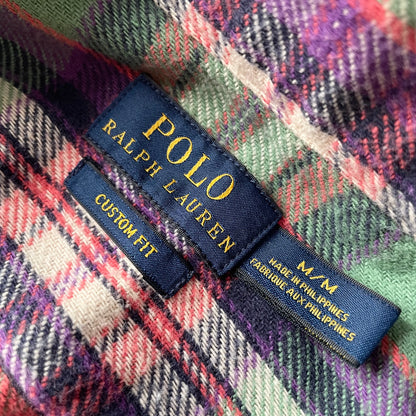 POLO
RALPH LAUREN
CUSTOM FIT
M/M
MADE IN PHILIPPINES
FABRIQUE AUX PHILIPPINES